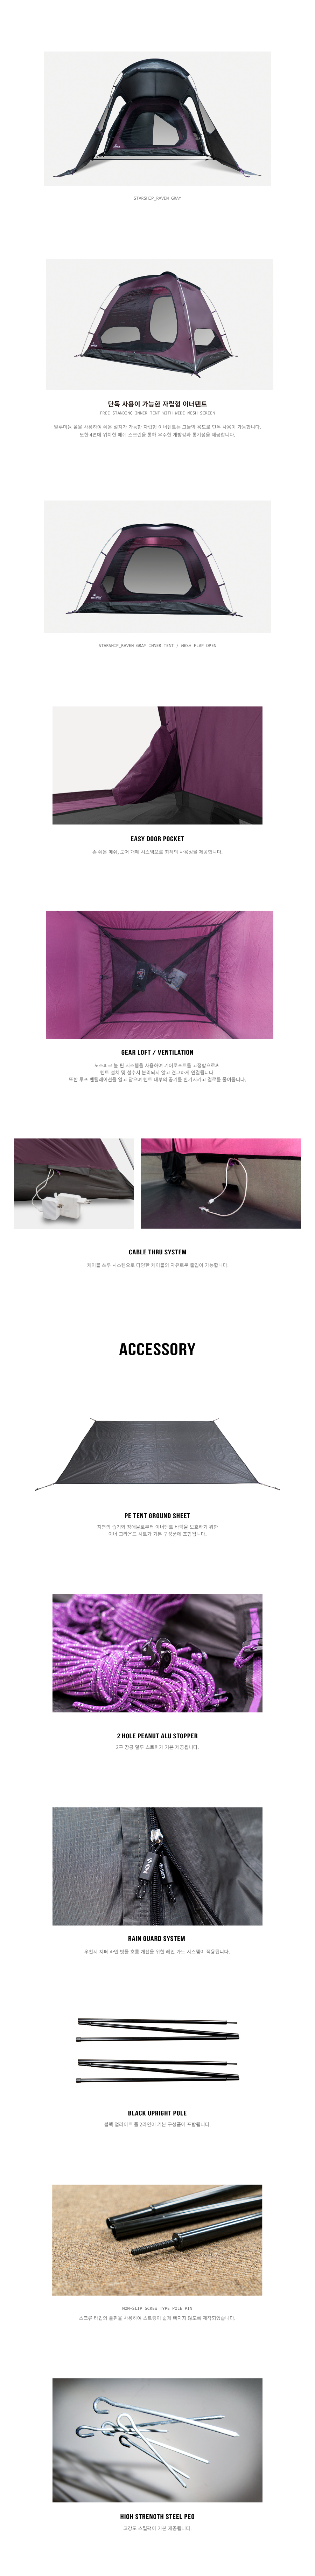 STARSHIP_RAVEN GRAY
단독 사용이 가능한 자립형 이너텐트
FREE STANDING INNER TENT WITH WIDE MESH SCREEN
알루미늄 폴을 사용하여 쉬운 설치가 가능한 자립형 이너텐트는 그늘막 용도로 단독 사용이 가능합니다.
또한 4면에 위치한 매쉬 스크린을 통해 우수한 개방감과 통기성을 제공합니다.
STARSHIP_RAVEN GRAY INNER TENT / MESH FLAP OPEN
EASY DOOR POCKET
손 쉬운 매쉬, 도어 개폐 시스템으로 최적의 사용성을 제공합니다.
GEAR LOFT / VENTILATION
노스피크 폴 핀 시스템을 사용하여 기어로프트를 고정함으로써
텐트 설치 및 철수시 분리되지 않고 견고하게 연결됩니다.
또한 루프 벤틸레이션을 열고 닫으며 텐트 내부의 공기를 환기시키고 결로를 줄여줍니다.
CABLE THRU SYSTEM
케이블 쓰루 시스템으로 다양한 케이블의 자유로운 출입이 가능합니다.
ACCESSORY
PE TENT GROUND SHEET
지면의 습기와 장애물로부터 이너텐트 바닥을 보호하기 위한
이너 그라운드 시트가 기본 구성품에 포함됩니다.
2 HOLE PEANUT ALU STOPPER
2구 땅콩 알루 스토퍼가 기본 제공됩니다.
RAIN GUARD SYSTEM
우천시 지퍼 라인 빗물 흐름 개선을 위한 레인 가드 시스템이 적용됩니다.
BLACK UPRIGHT POLE
블랙 업라이트 폴 2라인이 기본 구성품에 포함됩니다.
NON-SLIP SCREW TYPE POLE PIN
스크류 타입의 폴핀을 사용하여 스트링이 쉽게 빠지지 않도록 제작되었습니다.
HIGH STRENGTH STEEL PEG
고강도 스틸팩이 기본 제공됩니다.